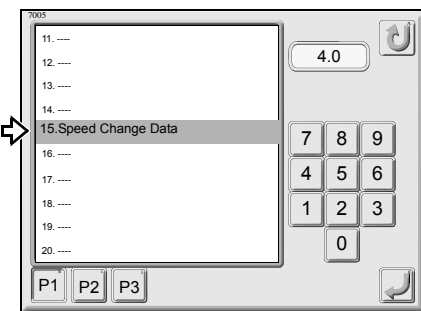 7005
11. ----
12. ----
13. ----
14. ----
15.Speed Change Data
16. ----
17. ----
18. ----
19. ----
20. ----
4.0
7 8 9
4 5 6
1 2 3
0
P1 P2 P3